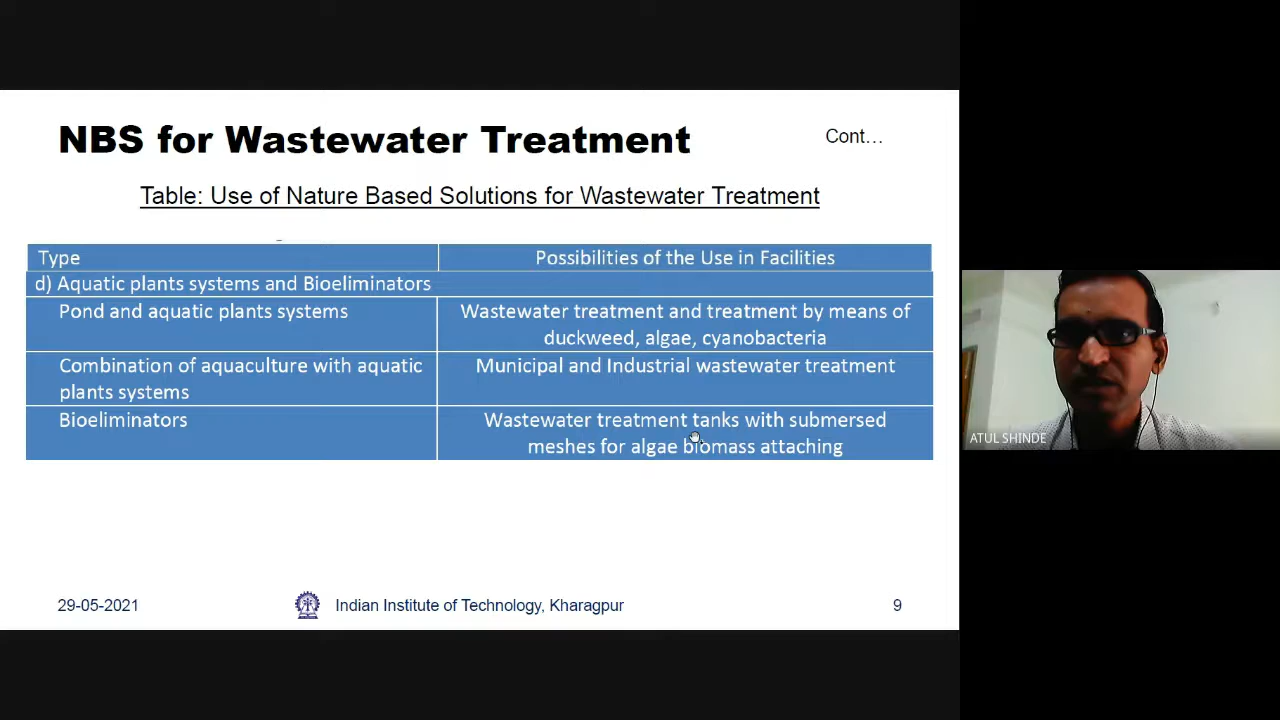 NBS for Wastewater Treatment
Cont...
Table: Use of Nature Based Solutions for Wastewater Treatment
Type
Possibilities of the Use in Facilities
d) Aquatic plants systems and Bioeliminators
Pond and aquatic plants systems
Wastewater treatment and treatment by means of
duckweed, algae, cyanobacteria
Combination of aquaculture with aquatic
plants systems
Municipal and Industrial wastewater treatment
Bioeliminators
Wastewater treatment tanks with submersed
meshes for algae biomass attaching
29-05-2021
Indian Institute of Technology, Kharagpur
9
ATUL SHINDE